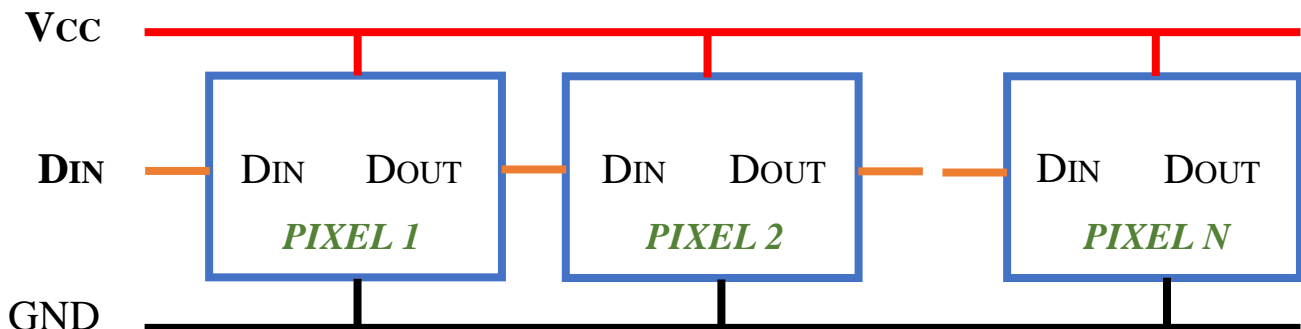 VCC
DIN DIN DOUT DIN DOUT DIN DOUT
PIXEL 1 PIXEL 2 PIXEL N
GND